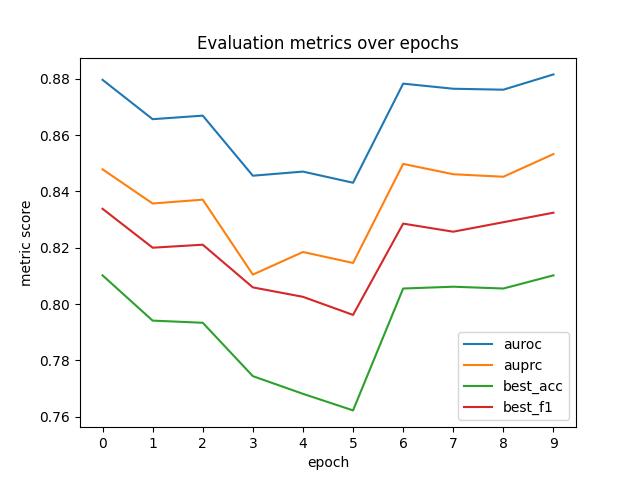 Evaluation metrics over epochs
metric score
0.88
0.86
0.84
0.82
0.80
0.78
0.76
0 1 2 3 4 5 6 7 8 9
epoch
auroc
auprc
best_acc
best_f1